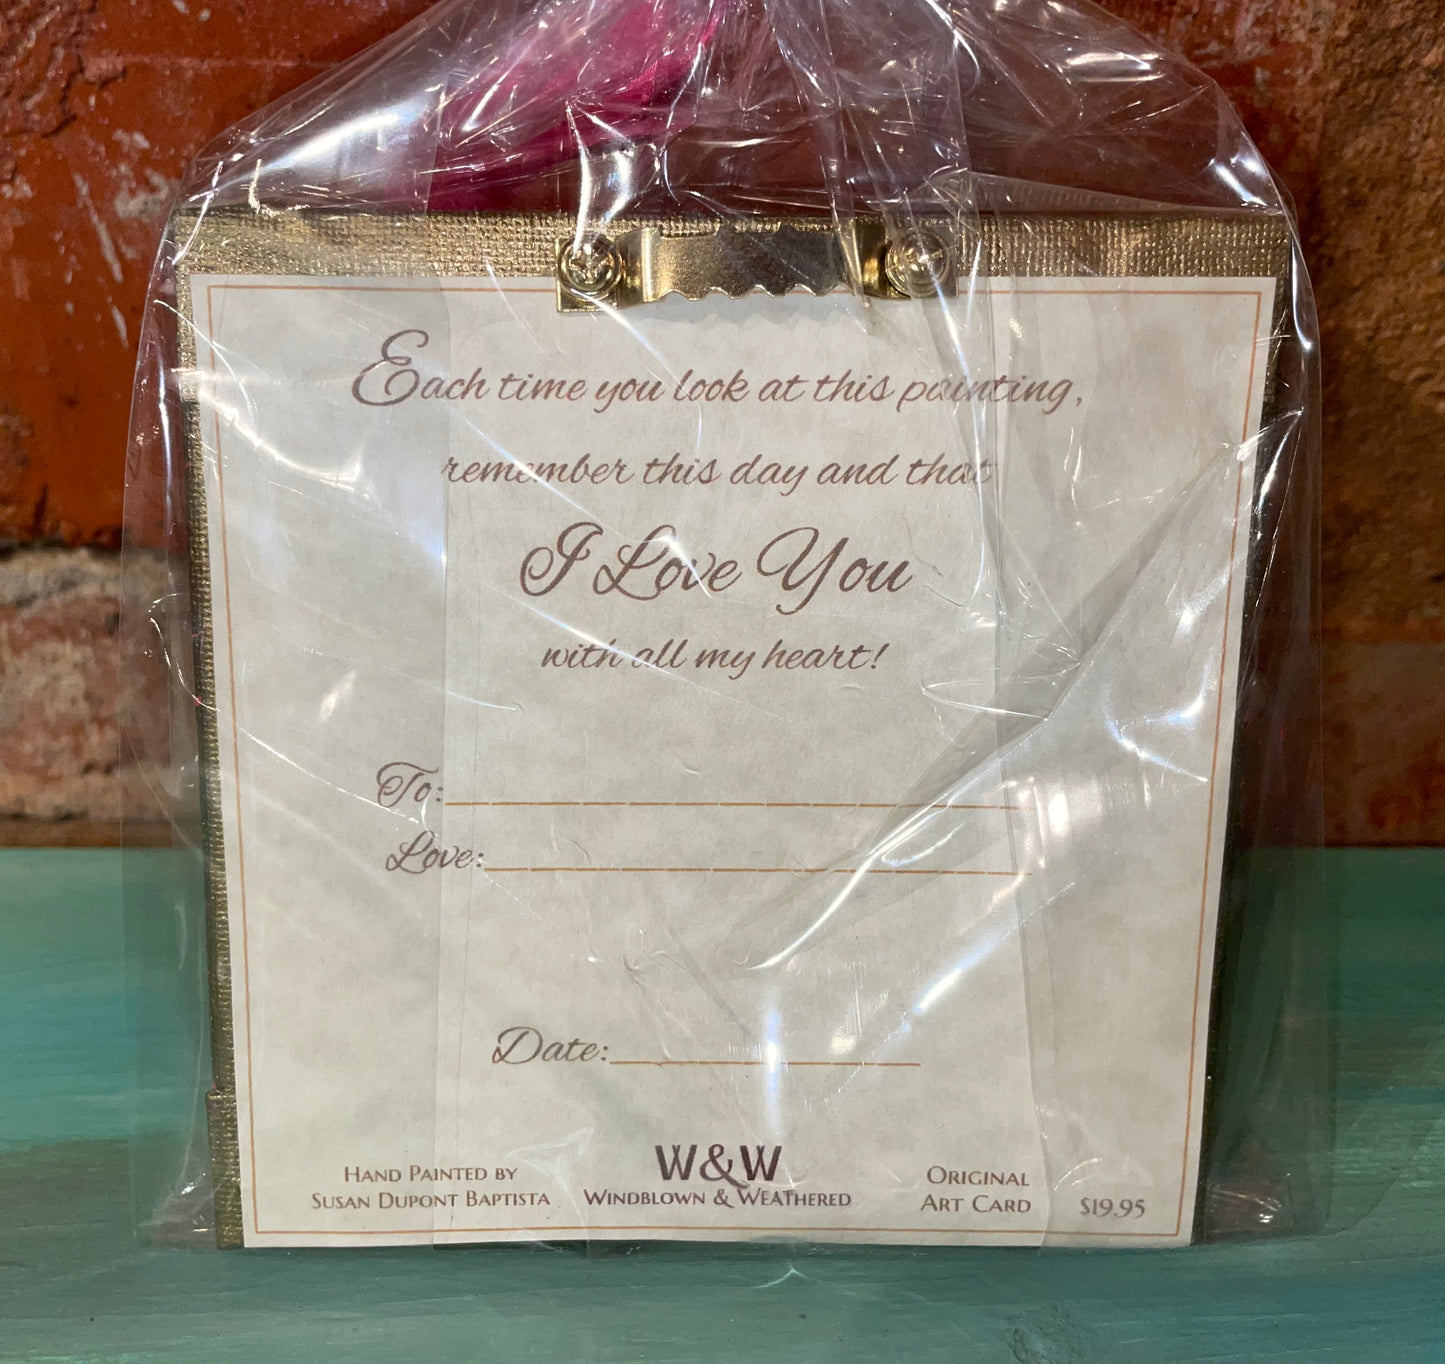 Each time you look at this painting,
remember this day and that
I Love You
with all my heart!
To:
Love:
Date:
Hand Painted by
Susan Dupont Baptista
W&W
Windblown & Weathered
Original
Art Card
$19.95